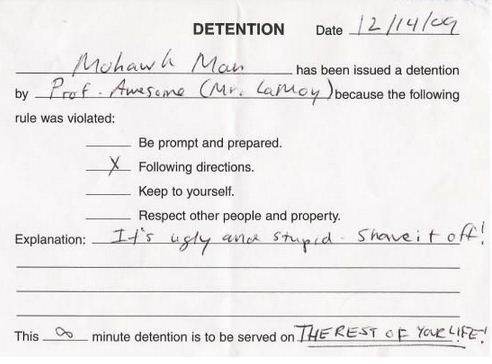 DETENTION Date 12/14/09
Mohawk Man has been issued a detention
by Prof. Awesome (Mr. LaMoy) because the following
rule was violated:
Be prompt and prepared.
X Following directions.
Keep to yourself.
Respect other people and property.
Explanation: It's ugly and stupid. Shave it off!
This ∞ minute detention is to be served on THE REST OF YOUR LIFE!